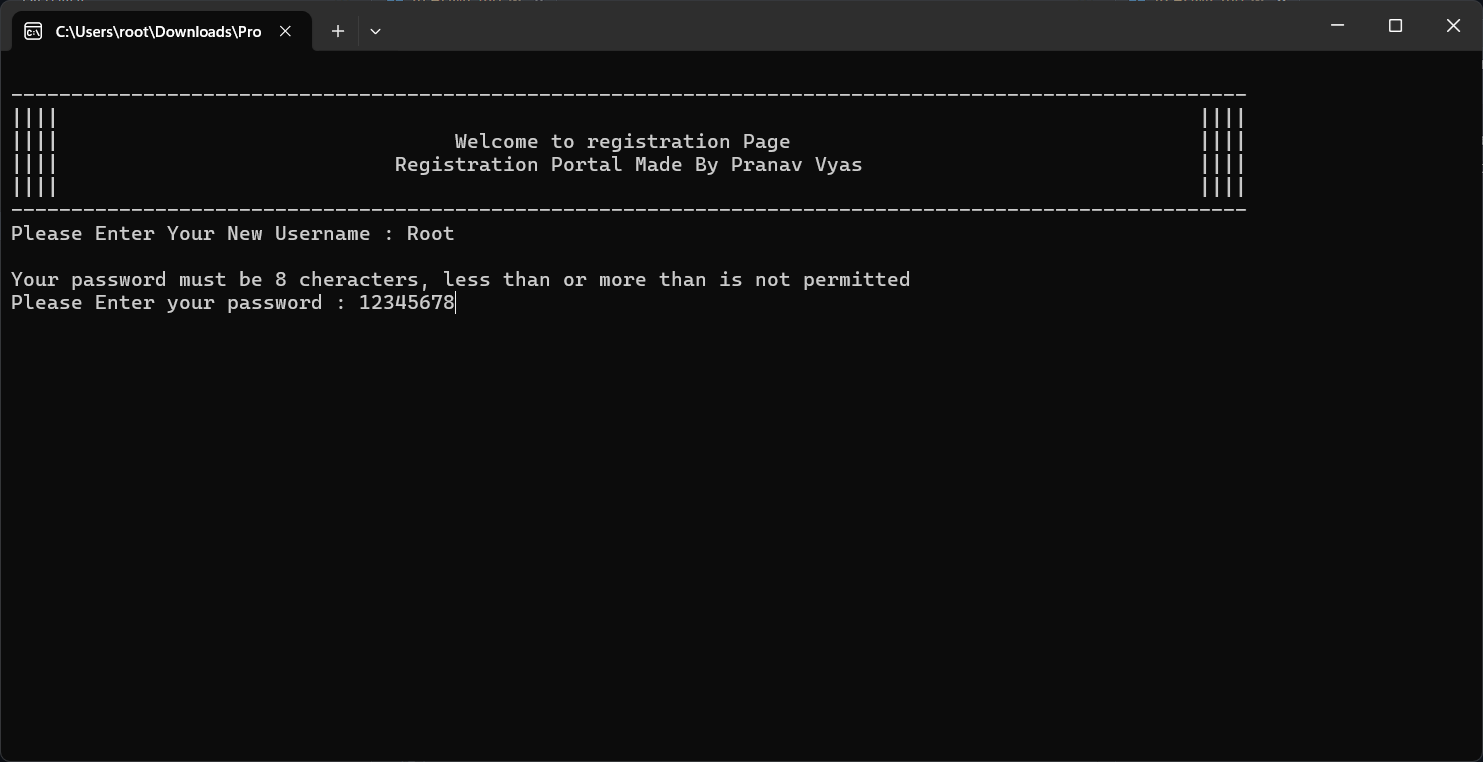 C:\Users\root\Downloads\Pro
--------------------------------------------------------------------------------------------------------
|||| ||||
|||| Welcome to registration Page ||||
|||| Registration Portal Made By Pranav Vyas ||||
|||| ||||
--------------------------------------------------------------------------------------------------------
Please Enter Your New Username : Root
Your password must be 8 cheracters, less than or more than is not permitted
Please Enter your password : 12345678